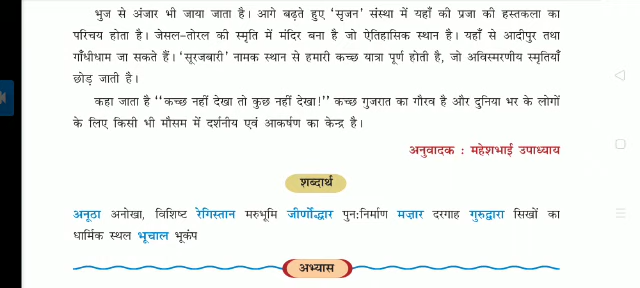 भुज से अंजार भी जाया जाता है। आगे बढ़ते हुए 'सृजन' संस्था में यहाँ की प्रजा की हस्तकला का
परिचय होता है। जेसल-तोरल की स्मृति में मंदिर बना है जो ऐतिहासिक स्थान है। यहाँ से आदीपुर तथा
गाँधीधाम जा सकते हैं। 'सूरजबारी' नामक स्थान से हमारी कच्छ यात्रा पूर्ण होती है, जो अविस्मरणीय स्मृतियाँ
छोड़ जाती है।
कहा जाता है "कच्छ नहीं देखा तो कुछ नहीं देखा!" कच्छ गुजरात का गौरव है और दुनिया भर के लोगों
के लिए किसी भी मौसम में दर्शनीय एवं आकर्षण का केन्द्र है।
अनुवादक : महेशभाई उपाध्याय
शब्दार्थ
अनूठा अनोखा, विशिष्ट रेगिस्तान मरुभूमि जीर्णोद्धार पुनःनिर्माण मज़ार दरगाह गुरुद्वारा सिखों का
धार्मिक स्थल भूचाल भूकंप
अभ्यास